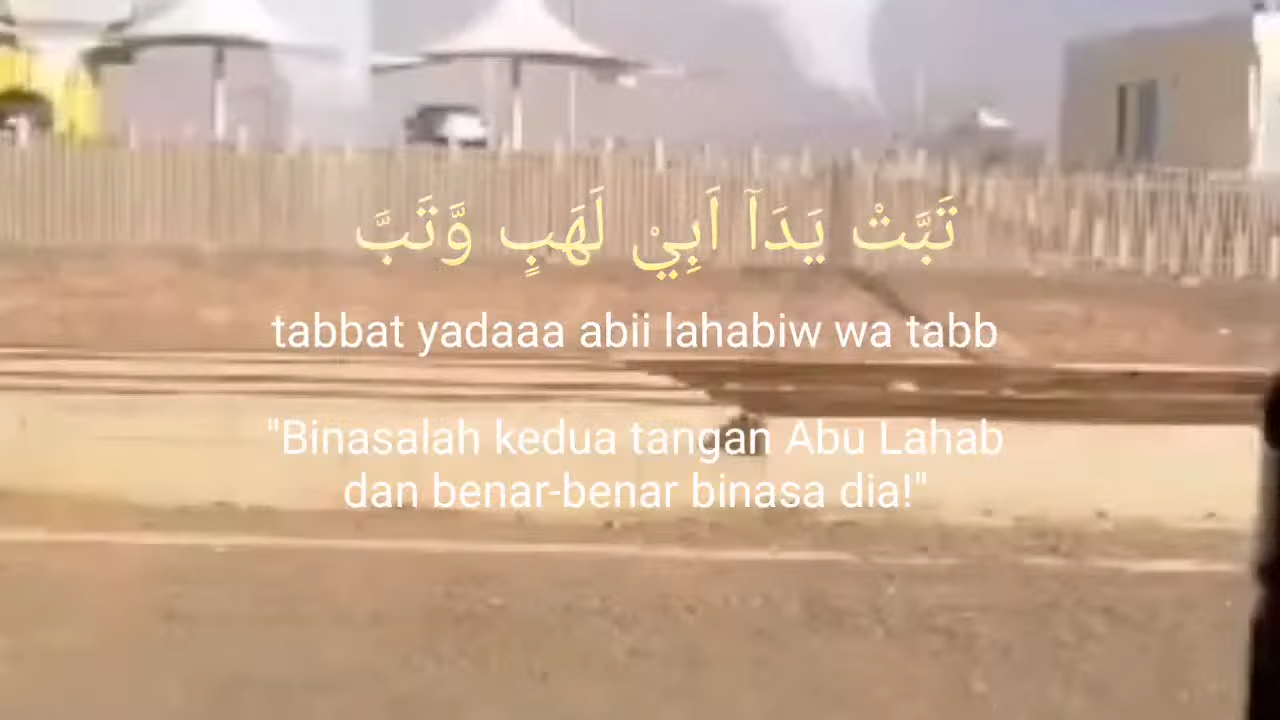 تَبَّتْ يَدَآ اَبِيْ لَهَبٍ وَّتَبَّ
tabbat yadaaa abii lahabiw wa tabb
"Binasalah kedua tangan Abu Lahab
dan benar-benar binasa dia!"